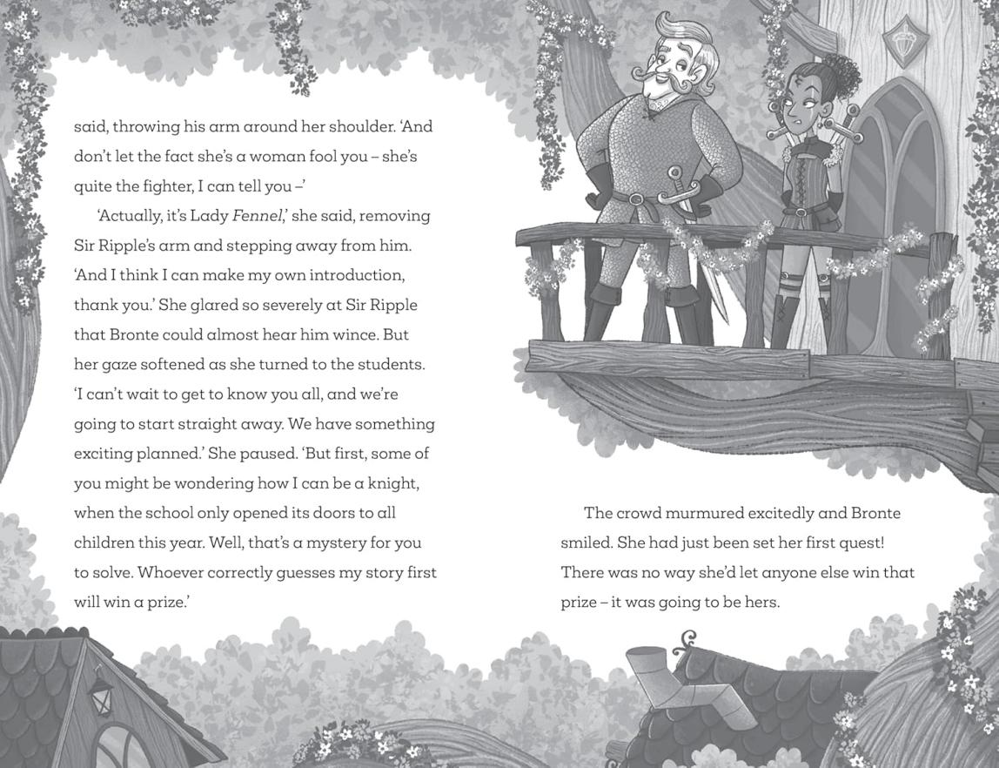 said, throwing his arm around her shoulder. ‘And
don’t let the fact she’s a woman fool you – she’s
quite the fighter, I can tell you –’
‘Actually, it’s Lady Fennel,’ she said, removing
Sir Ripple’s arm and stepping away from him.
‘And I think I can make my own introduction,
thank you.’ She glared so severely at Sir Ripple
that Bronte could almost hear him wince. But
her gaze softened as she turned to the students.
‘I can’t wait to get to know you all, and we’re
going to start straight away. We have something
exciting planned.’ She paused. ‘But first, some of
you might be wondering how I can be a knight,
when the school only opened its doors to all
children this year. Well, that’s a mystery for you
to solve. Whoever correctly guesses my story first
will win a prize.’
The crowd murmured excitedly and Bronte
smiled. She had just been set her first quest!
There was no way she’d let anyone else win that
prize – it was going to be hers.